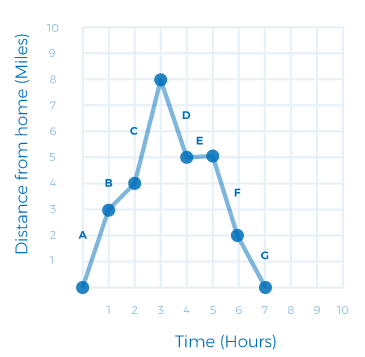 Distance from home (Miles)
10
9
8
7
6
5
4
3
2
1
A
B
C
D
E
F
G
1 2 3 4 5 6 7 8 9 10
Time (Hours)